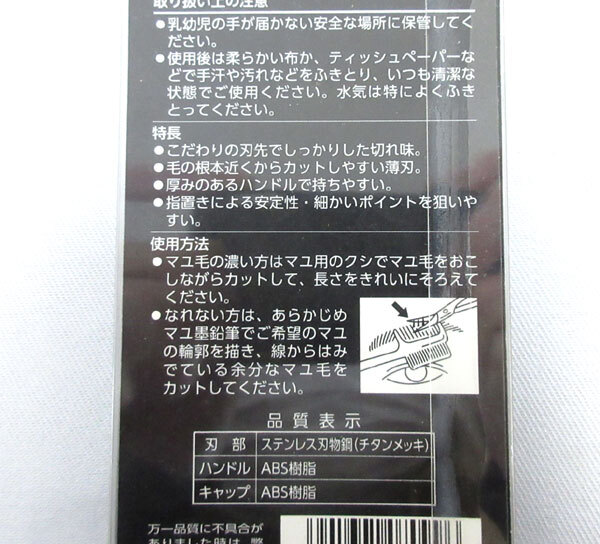 取り扱い上の注意
●乳幼児の手が届かない安全な場所に保管してく
ださい。
●使用後は柔らかい布か、ティッシュペーパーな
どで手汗や汚れなどをふきとり、いつも清潔な
状態でご使用ください。水気は特によくふき
とってください。
特長
●こだわりの刃先でしっかりした切れ味。
●毛の根本近くからカットしやすい薄刃。
●厚みのあるハンドルで持ちやすい。
●指置きによる安定性・細かいポイントを狙いや
すい。
使用方法
●マユ毛の濃い方はマユ用のクシでマユ毛をおこ
しながらカットして、長さをきれいにそろえて
ください。
●なれない方は、あらかじめ
マユ墨鉛筆でご希望のマユ
の輪郭を描き、線からはみ
でている余分なマユ毛を
カットしてください。
品質表示
刃部 ステンレス刃物鋼(チタンメッキ)
ハンドル ABS樹脂
キャップ ABS樹脂
万一品質に不具合が
ありました時は、弊